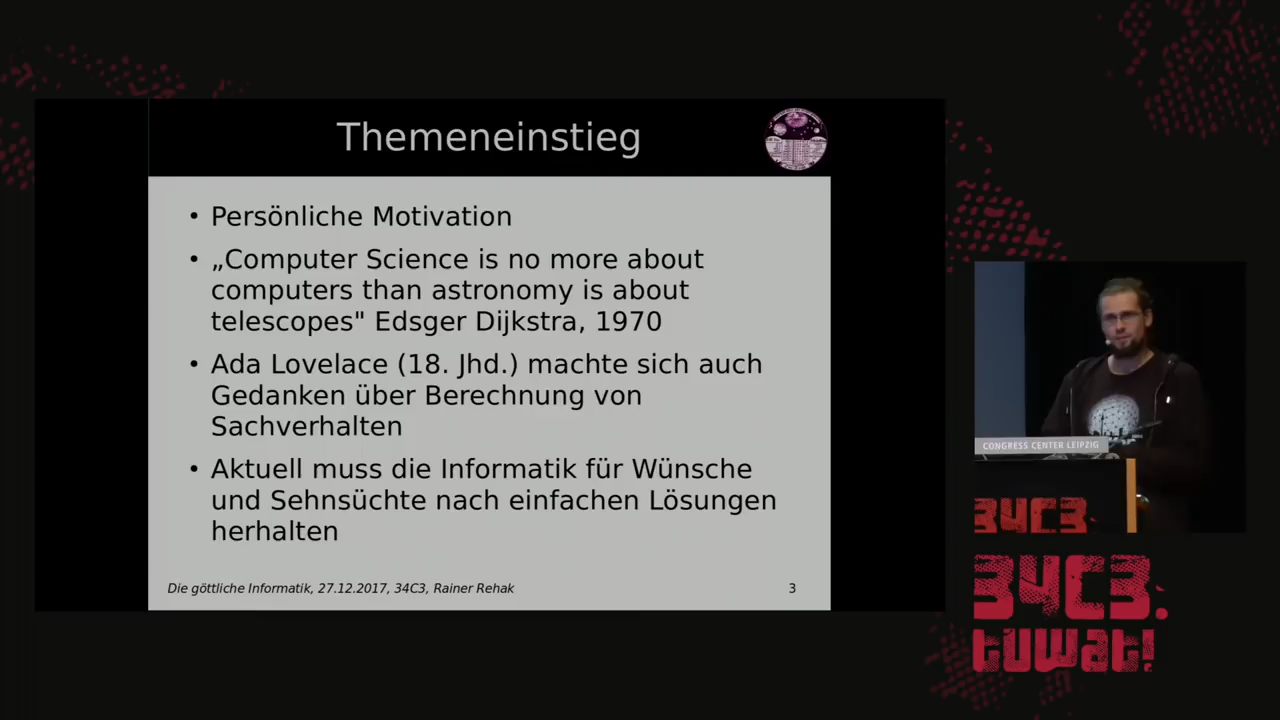 Themeneinstieg
• Persönliche Motivation
• „Computer Science is no more about
computers than astronomy is about
telescopes" Edsger Dijkstra, 1970
• Ada Lovelace (18. Jhd.) machte sich auch
Gedanken über Berechnung von
Sachverhalten
• Aktuell muss die Informatik für Wünsche
und Sehnsüchte nach einfachen Lösungen
herhalten
Die göttliche Informatik, 27.12.2017, 34C3, Rainer Rehak
3
CONGRESS CENTER LEIPZIG
34C3.
34C3.
tuwat!